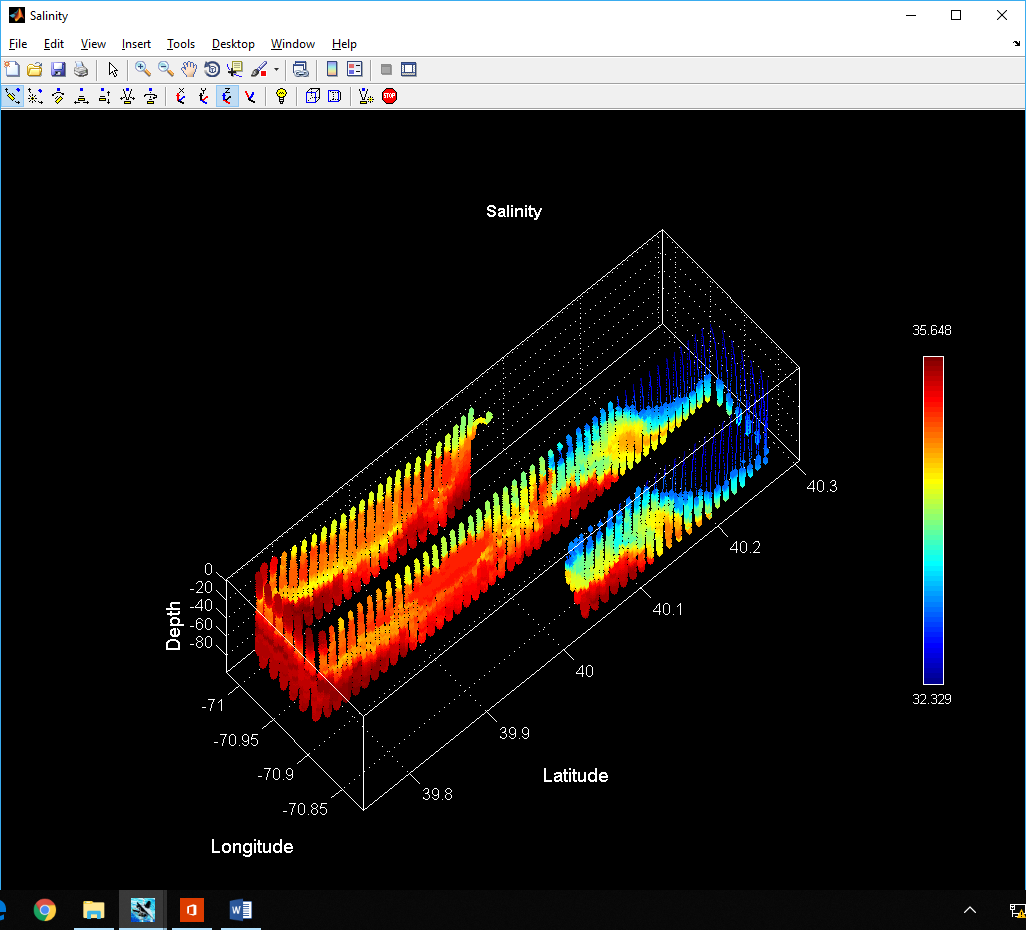 Salinity
File Edit View Insert Tools Desktop Window Help
X Y Z
STOP
Salinity
35.648
32.329
0
-20
-40
-60
-80
Depth
-71
-70.95
-70.9
-70.85
Longitude
40.3
40.2
40.1
40
39.9
39.8
Latitude